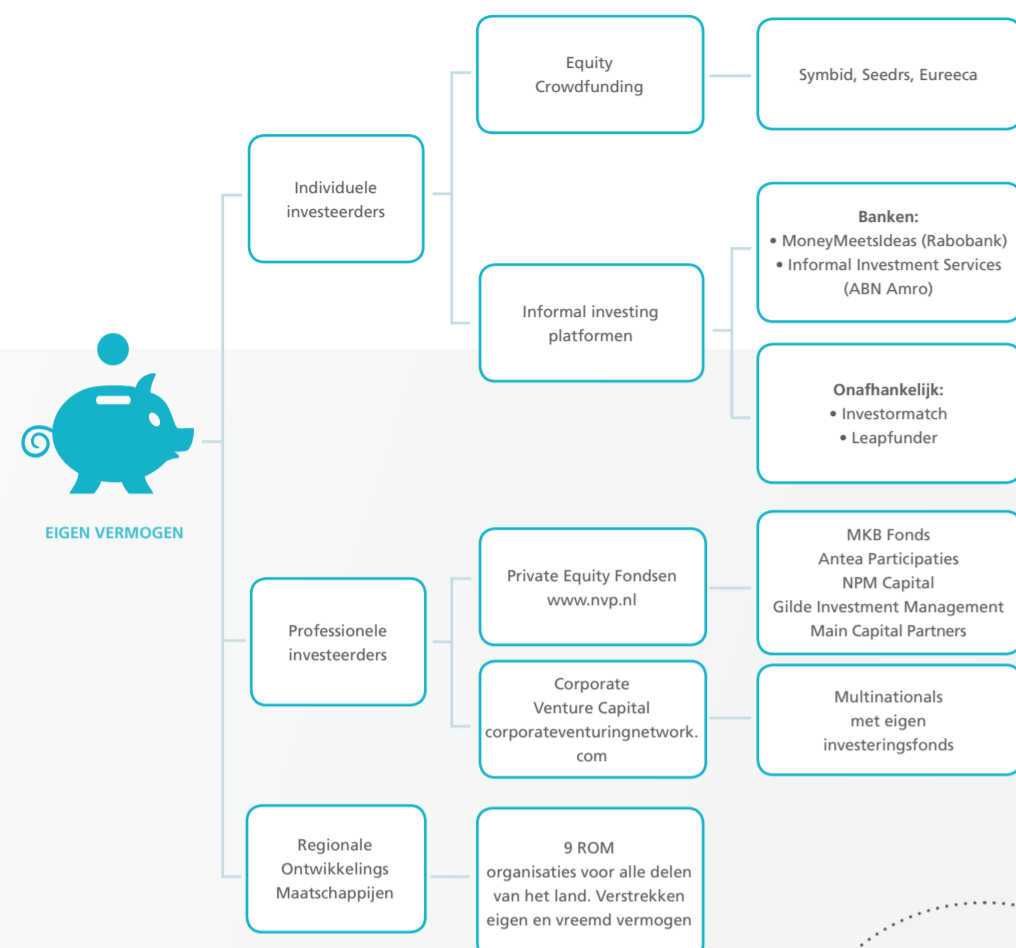 Equity
Crowdfunding
Symbid, Seedrs, Eureeca
Individuele
investeerders
Informal investing
platformen
Banken:
• MoneyMeetsIdeas (Rabobank)
• Informal Investment Services
(ABN Amro)
Onafhankelijk:
• Investormatch
• Leapfunder
EIGEN VERMOGEN
Professionele
investeerders
Private Equity Fondsen
www.nvp.nl
MKB Fonds
Antea Participaties
NPM Capital
Gilde Investment Management
Main Capital Partners
Corporate
Venture Capital
corporateventuringnetwork.
com
Multinationals
met eigen
investeringsfonds
Regionale
Ontwikkelings
Maatschappijen
9 ROM
organisaties voor alle delen
van het land. Verstrekken
eigen en vreemd vermogen